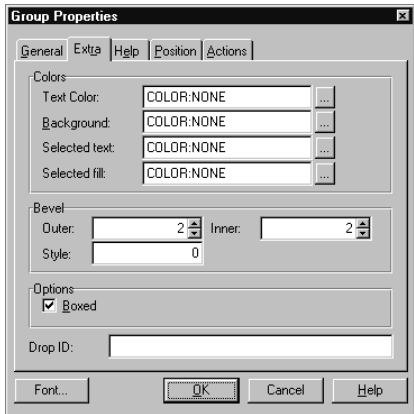 Group Properties
General Extra Help Position Actions
Colors
Text Color: COLOR:NONE ...
Background: COLOR:NONE ...
Selected text: COLOR:NONE ...
Selected fill: COLOR:NONE ...
Bevel
Outer: 2 Inner: 2
Style: 0
Options
Boxed
Drop ID:
Font... OK Cancel Help